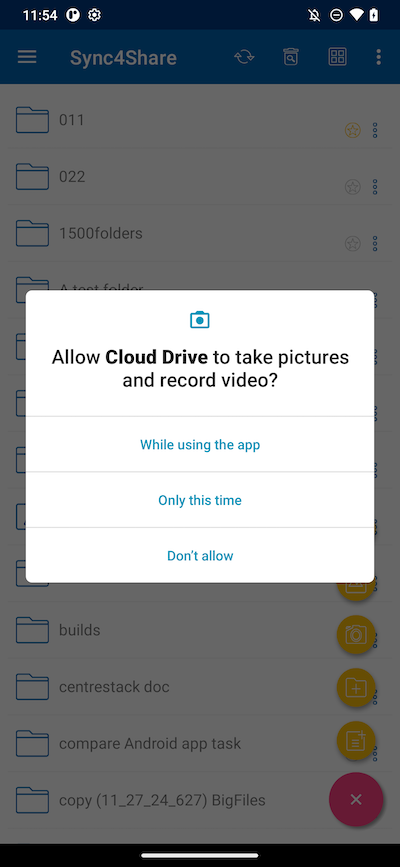 11:54
Sync4Share
011
022
1500folders
A test folder
Allow Cloud Drive to take pictures
and record video?
While using the app
Only this time
Don't allow
builds
centrestack doc
compare Android app task
copy (11_27_24_627) BigFiles